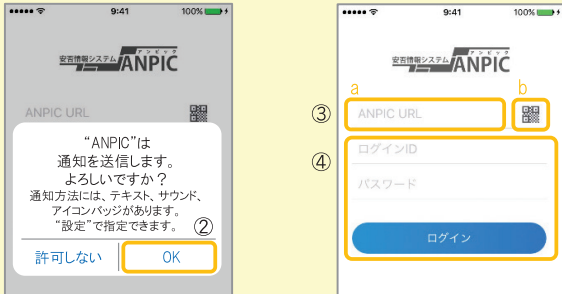 9:41
100%
安否情報システム
アンピック
ANPIC
ANPIC URL
“ANPIC”は
通知を送信します。
よろしいですか？
通知方法には、テキスト、サウンド、
アイコンバッジがあります。
“設定”で指定できます。
②
許可しない
OK
9:41
100%
安否情報システム
アンピック
ANPIC
a
b
③
ANPIC URL
④
ログインID
パスワード
ログイン